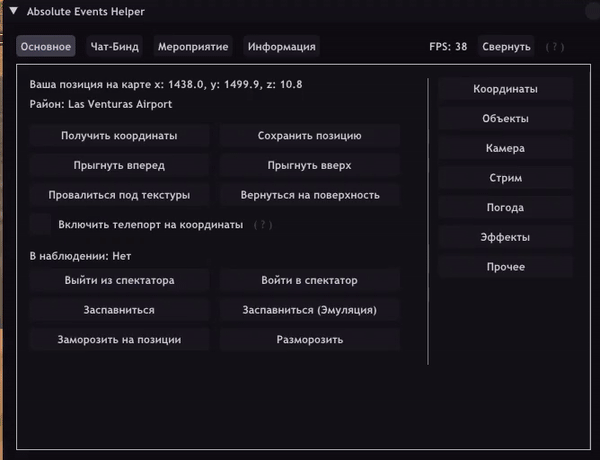 Absolute Events Helper
Основное Чат-Бинд Мероприятие Информация FPS: 38 Свернуть (?)
Ваша позиция на карте x: 1438.0, y: 1499.9, z: 10.8
Район: Las Venturas Airport
Получить координаты Сохранить позицию
Прыгнуть вперед Прыгнуть вверх
Провалиться под текстуры Вернуться на поверхность
Включить телепорт на координаты (?)
В наблюдении: Нет
Выйти из спектатора Войти в спектатор
Заспавниться Заспавниться (Эмуляция)
Заморозить на позиции Разморозить
Координаты
Объекты
Камера
Стрим
Погода
Эффекты
Прочее